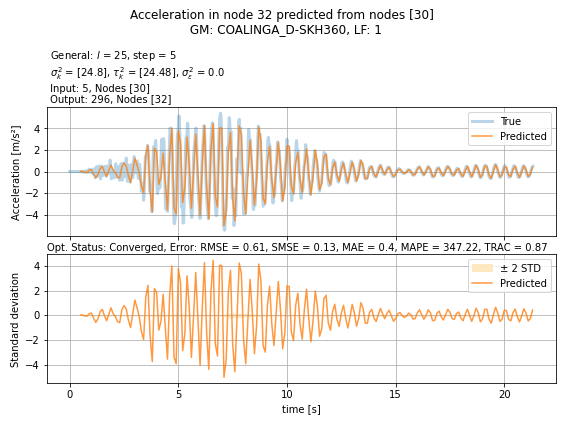 Acceleration in node 32 predicted from nodes [30]
GM: COALINGA_D-SKH360, LF: 1
General: l = 25, step = 5
σ²ₖ = [24.8], τ²ₖ = [24.48], σ²ε = 0.0
Input: 5, Nodes [30]
Output: 296, Nodes [32]
Acceleration [m/s²]
4
2
0
−2
−4
True
Predicted
Opt. Status: Converged, Error: RMSE = 0.61, SMSE = 0.13, MAE = 0.4, MAPE = 347.22, TRAC = 0.87
Standard deviation
4
2
0
−2
−4
± 2 STD
Predicted
0 5 10 15 20
time [s]